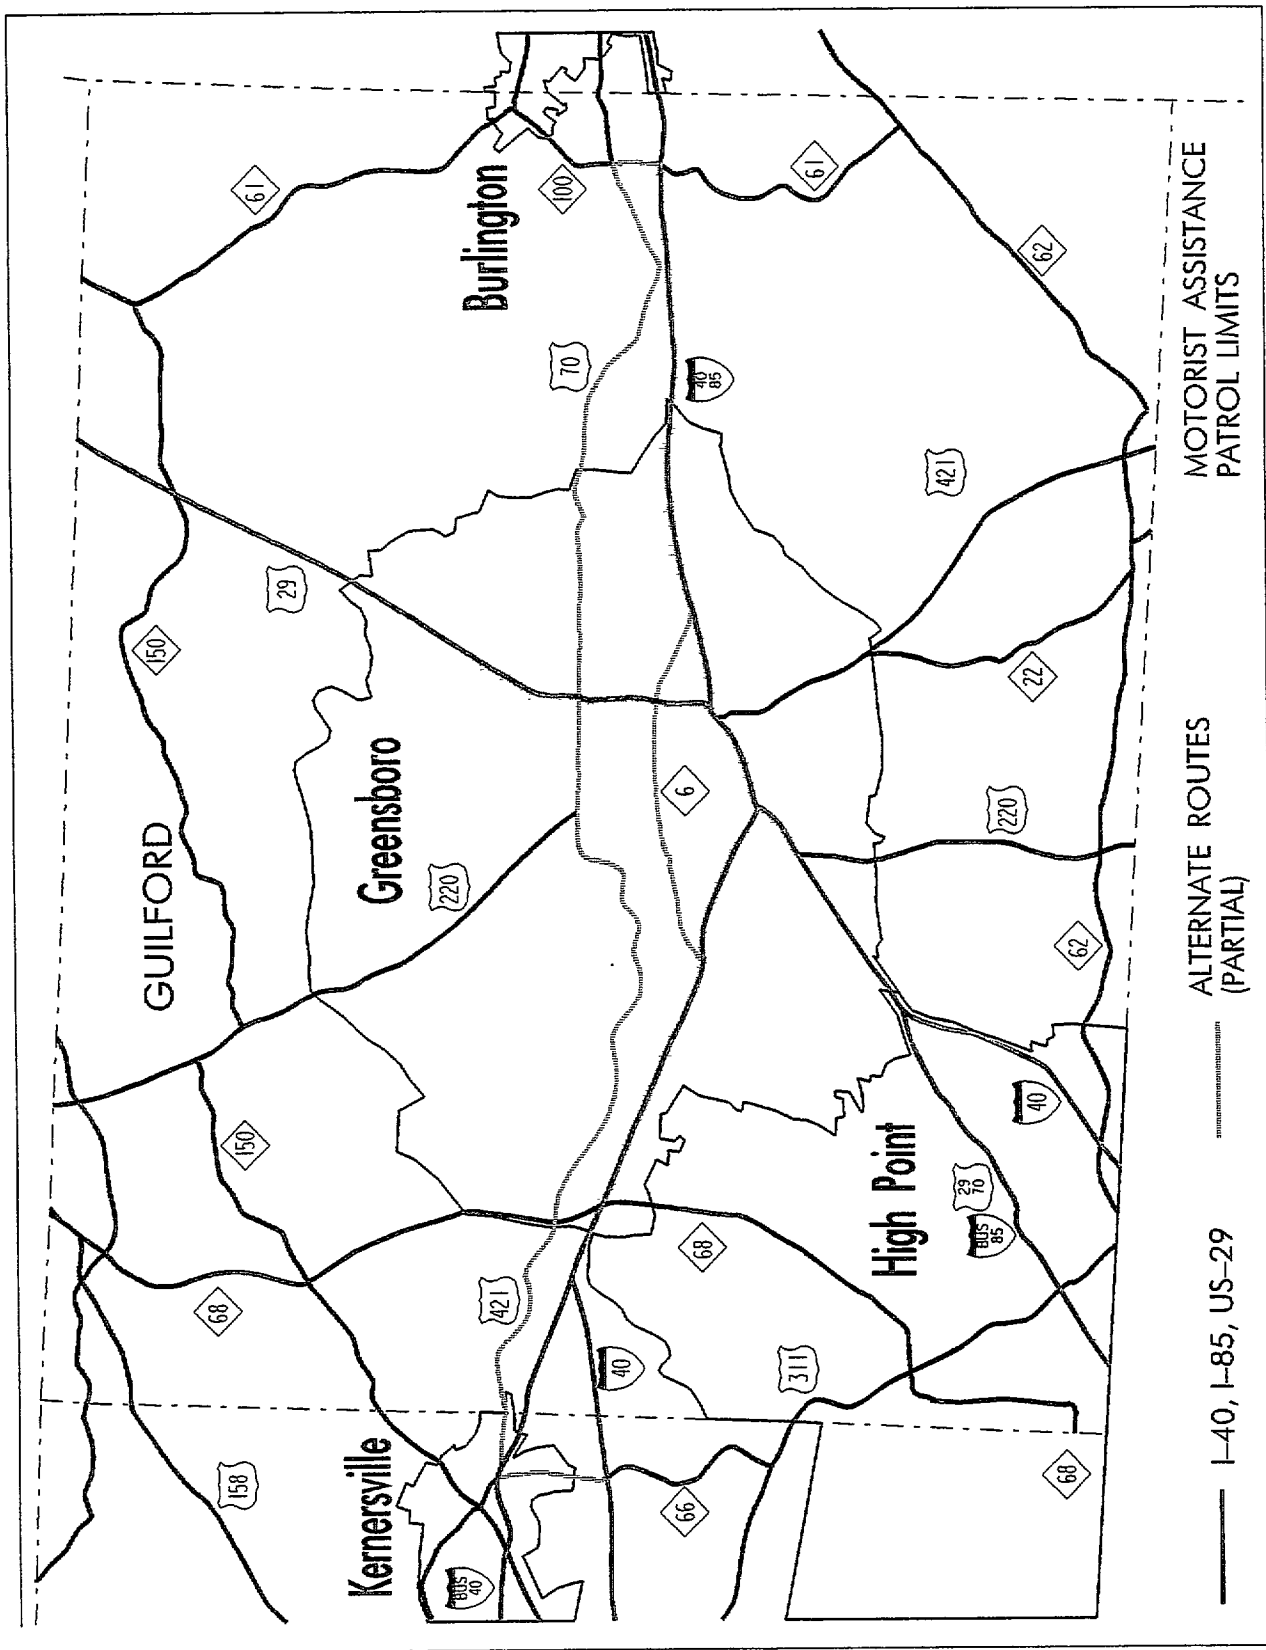 GUILFORD
150
68
158
150
61
29
Kernersville
Greensboro
220
BUS
40
Burlington
421
100
70
40
6
66
68
40
85
311
61
High Point
421
29
70
BUS
85
220
22
40
62
68
62
I-40, I-85, US-29
ALTERNATE ROUTES
(PARTIAL)
MOTORIST ASSISTANCE
PATROL LIMITS